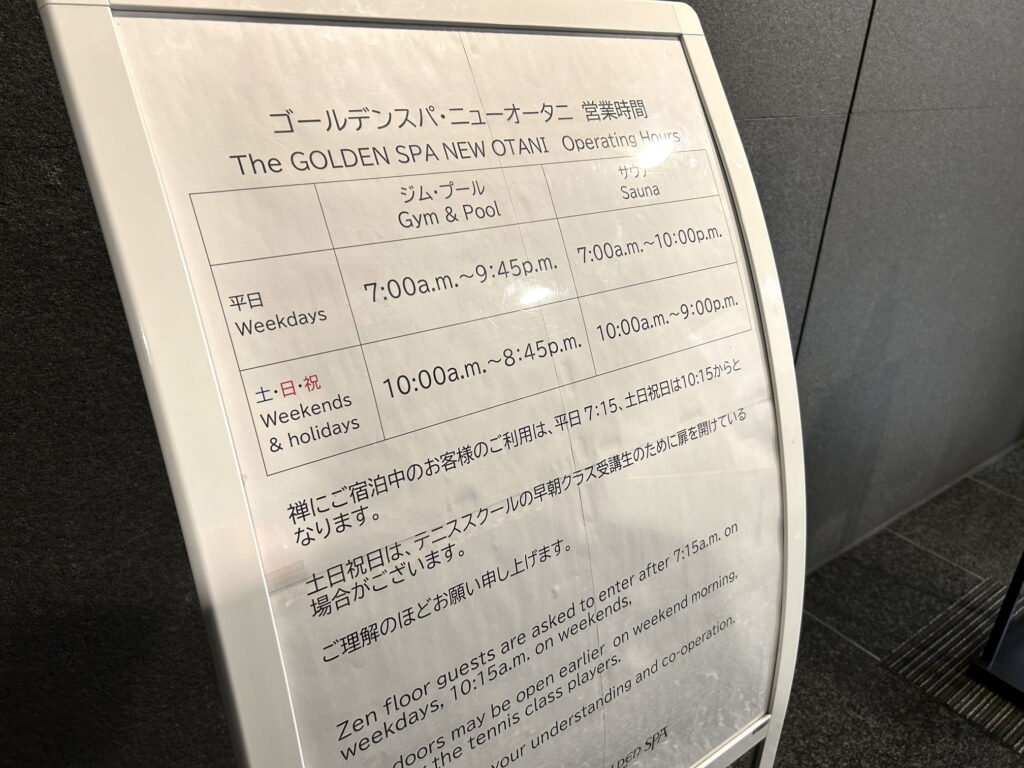 ゴールデンスパ・ニューオータニ 営業時間
The GOLDEN SPA NEW OTANI Operating Hours
ジム・プール
Gym & Pool
サウナ
Sauna
平日
Weekdays
7:00a.m.～9:45p.m.
7:00a.m.～10:00p.m.
土・日・祝
Weekends
& holidays
10:00a.m.～8:45p.m.
10:00a.m.～9:00p.m.
禅にご宿泊中のお客様のご利用は、平日 7:15、土日祝日は10:15からと
なります。
土日祝日は、テニススクールの早朝クラス受講生のために扉を開けている
場合がございます。
ご理解のほどお願い申し上げます。
Zen floor guests are asked to enter after 7:15a.m. on
weekdays, 10:15a.m. on weekends,
doors may be open earlier on weekend morning,
the tennis class players.
your understanding and co-operation.
SPA